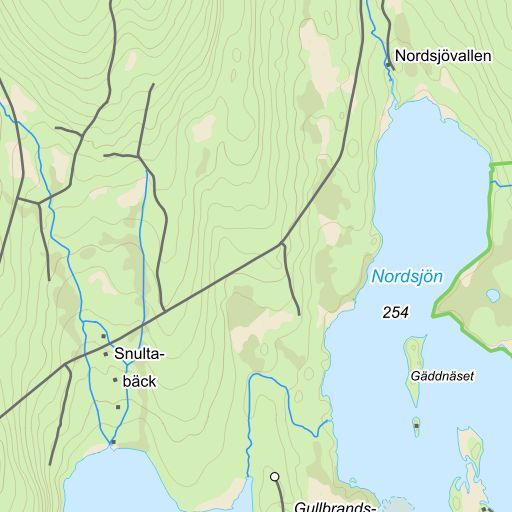 Nordsjövallen
Nordsjön
254
Snulta-
bäck
Gäddnäset
Gullbrands-